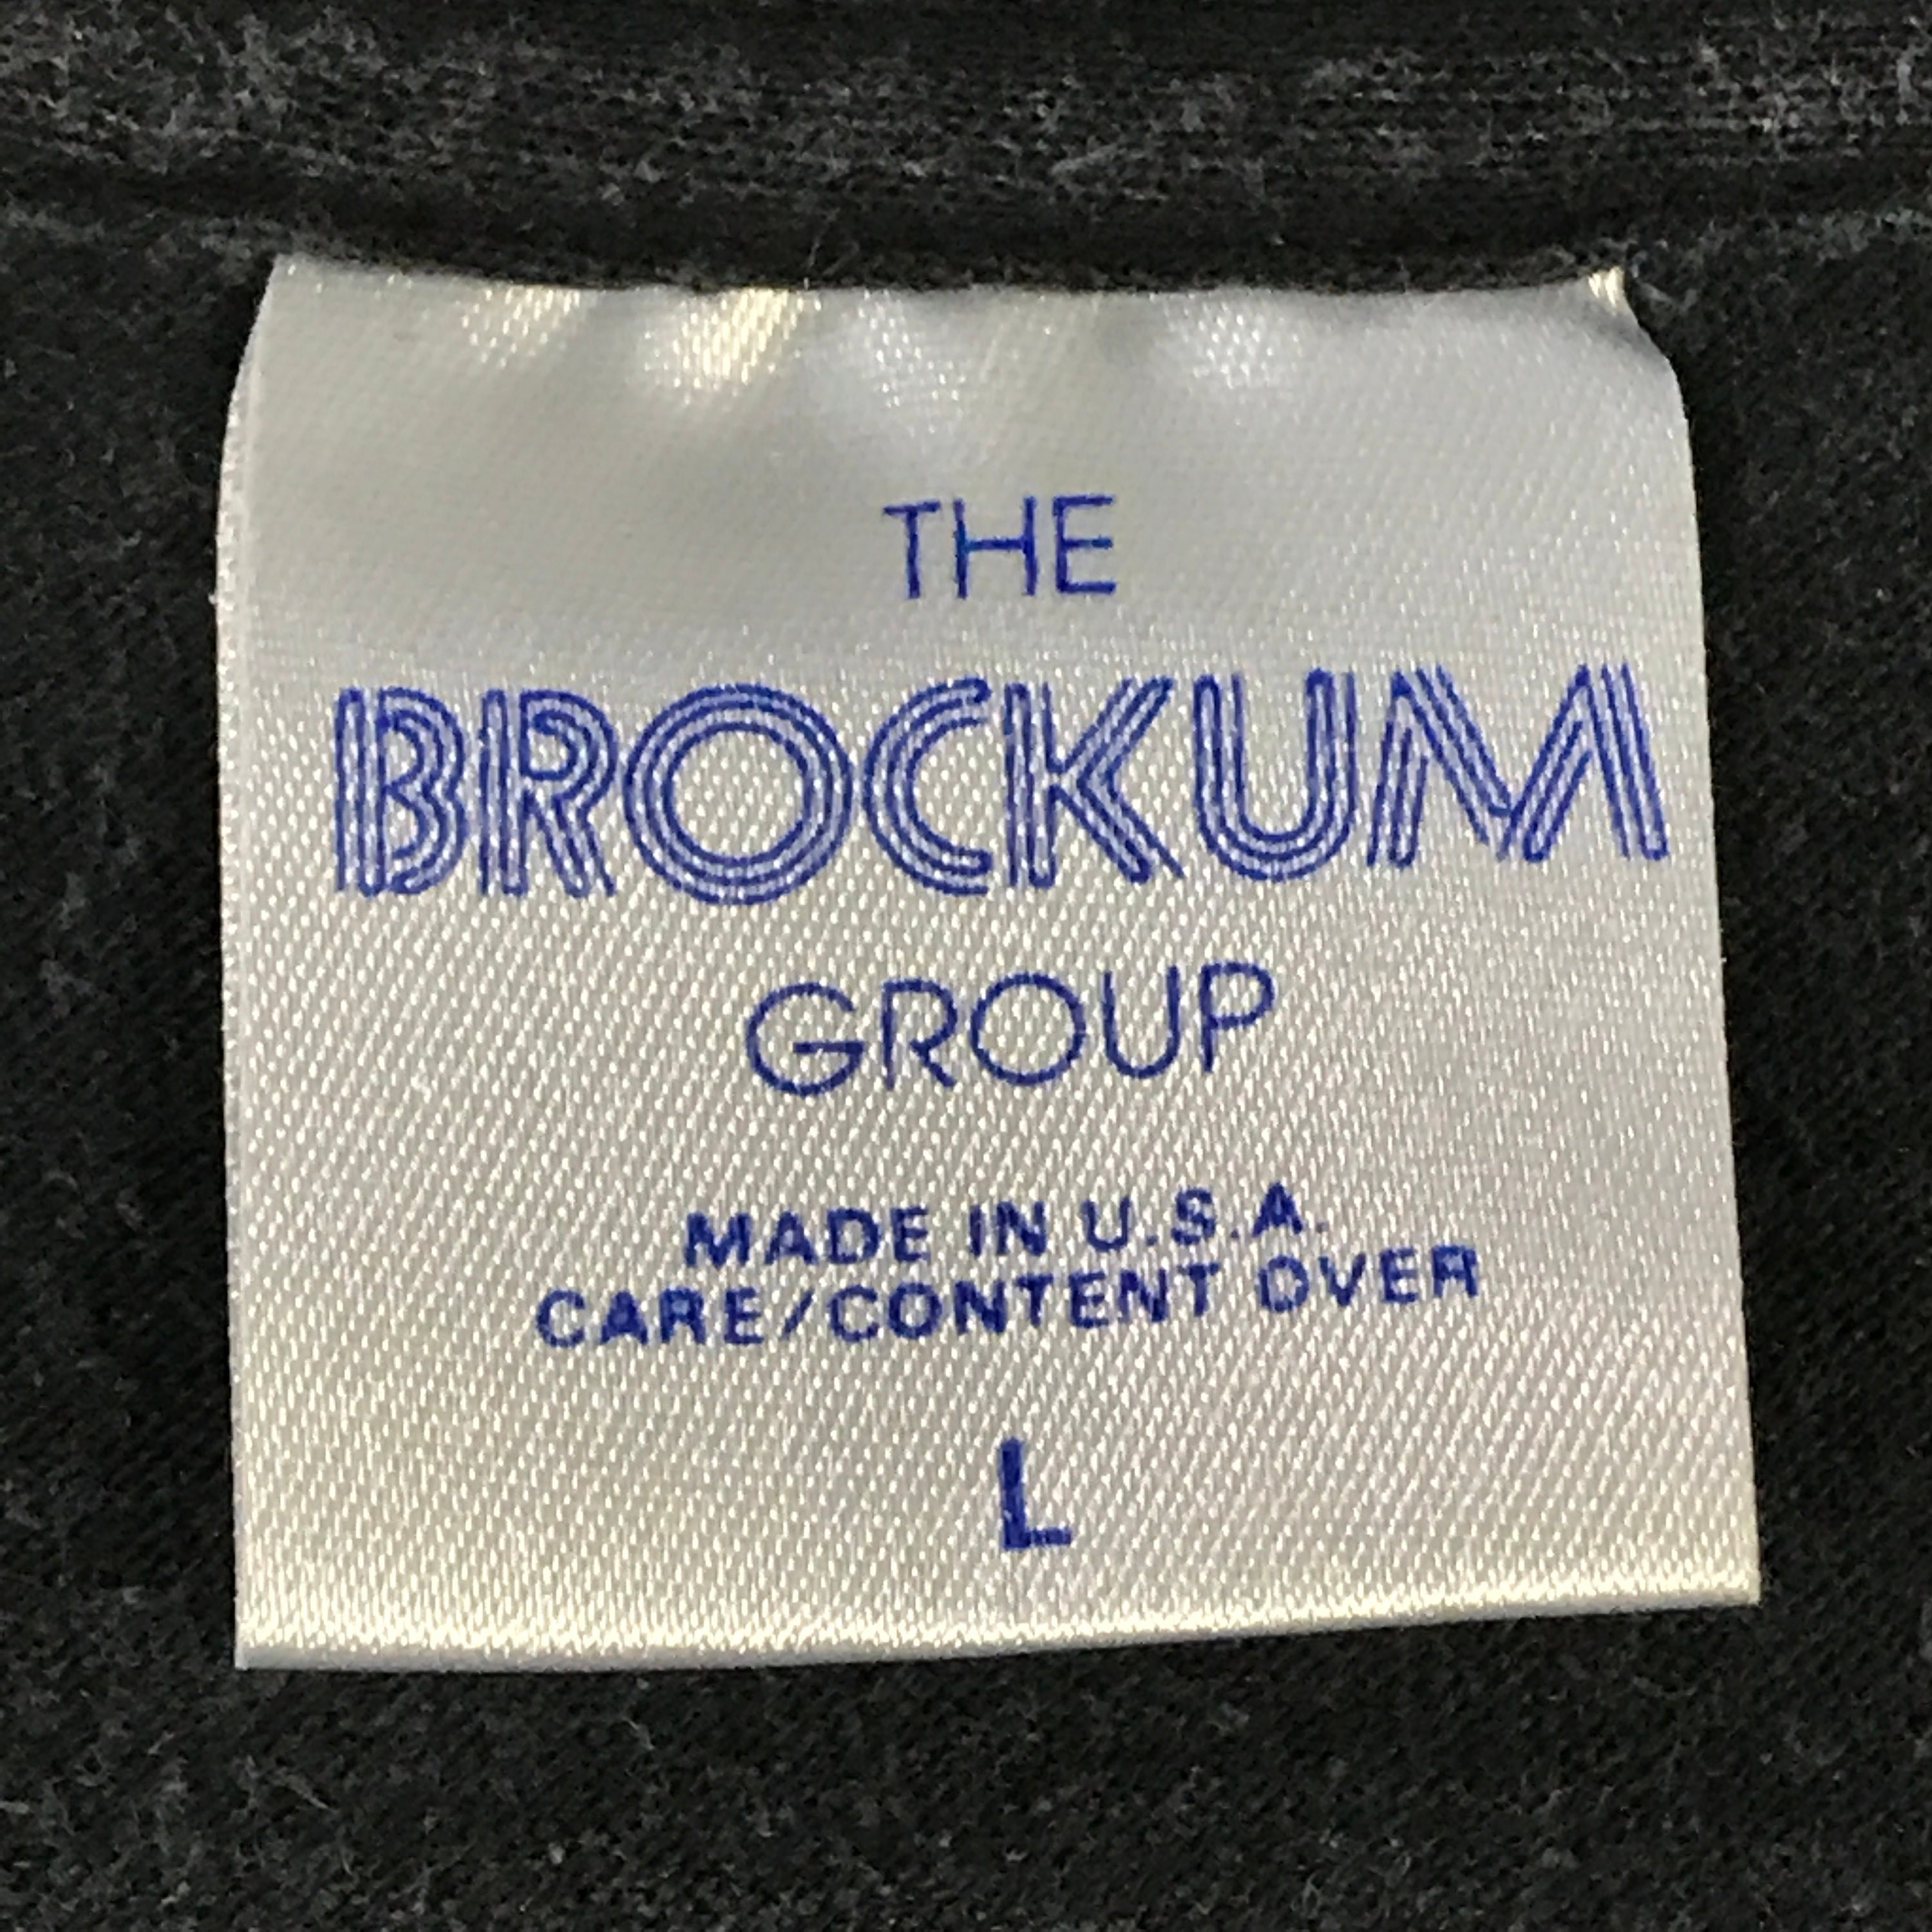 THE
BROCKUM
GROUP
MADE IN U.S.A.
CARE/CONTENT OVER
L